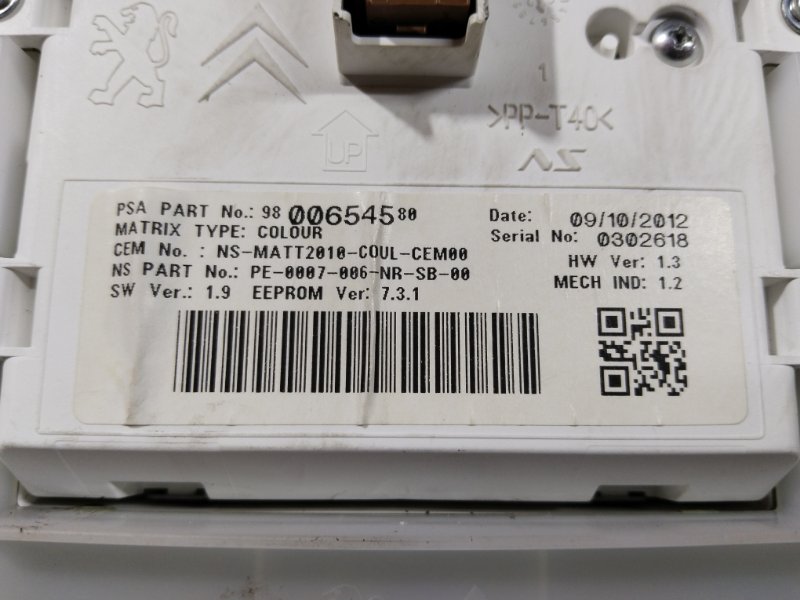 1
>PP-T40<
UP
PSA PART No.: 98 006545 80
MATRIX TYPE: COLOUR
CEM No. : NS-MATT2010-COUL-CEM00
NS PART No.: PE-0007-006-NR-SB-00
SW Ver.: 1.9 EEPROM Ver: 7.3.1
Date: 09/10/2012
Serial No: 0302618
HW Ver: 1.3
MECH IND: 1.2